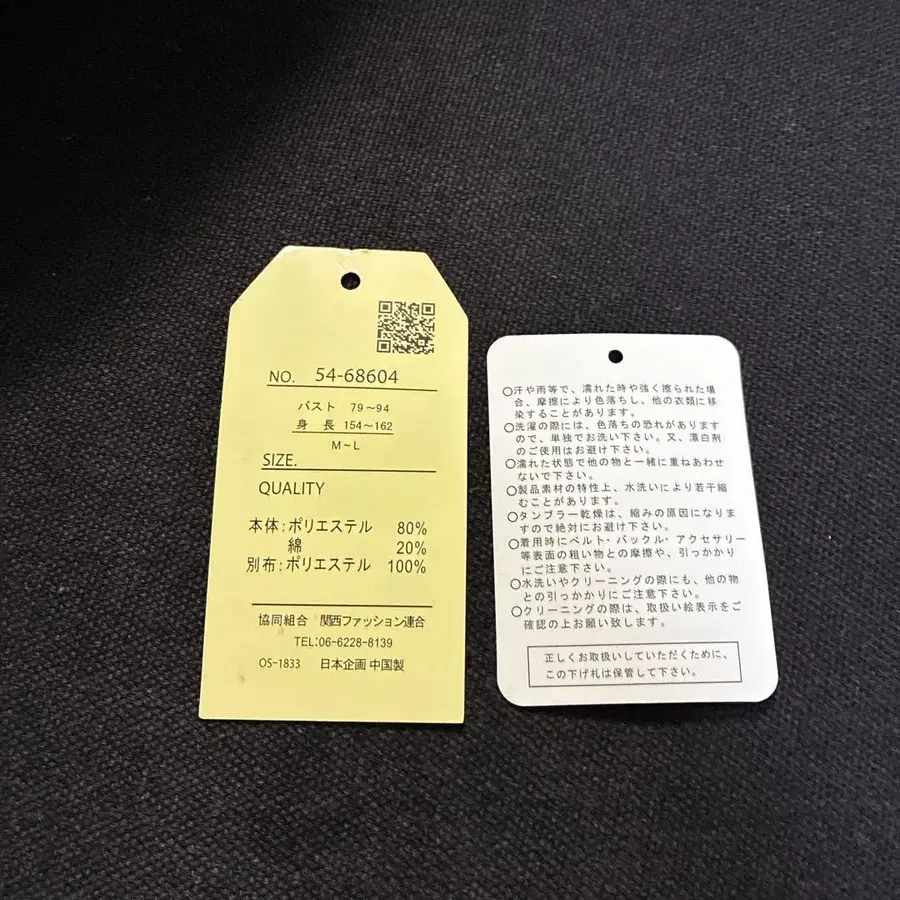 NO. 54-68604
バスト 79～94
身長 154～162
M～L
SIZE.
QUALITY
本体:ポリエステル 80%
綿 20%
別布:ポリエステル 100%
協同組合 関西ファッション連合
TEL:06-6228-8139
OS-1833 日本企画 中国製
○汗や雨等で、濡れた時や強く擦られた場
合、摩擦により色落ちし、他の衣類に移
染することがあります。
○洗濯の際には、色落ちの恐れがあります
ので、単独でお洗い下さい。又、漂白剤
のご使用はお避け下さい。
○濡れた状態で他の物と一緒に重ねあわせ
ないで下さい。
○製品素材の特性上、水洗いにより若干縮
むことがあります。
○タンブラー乾燥は、縮みの原因になりま
すので絶対にお避け下さい。
○着用時にベルト・バックル・アクセサリー
等表面の粗い物との摩擦や、引っかかり
にご注意下さい。
○水洗いやクリーニングの際にも、他の物
との引っかかりにご注意下さい。
○クリーニングの際は、取扱い絵表示をご
確認の上お願い致します。
正しくお取扱いしていただくために、
この下げ札は保管して下さい。